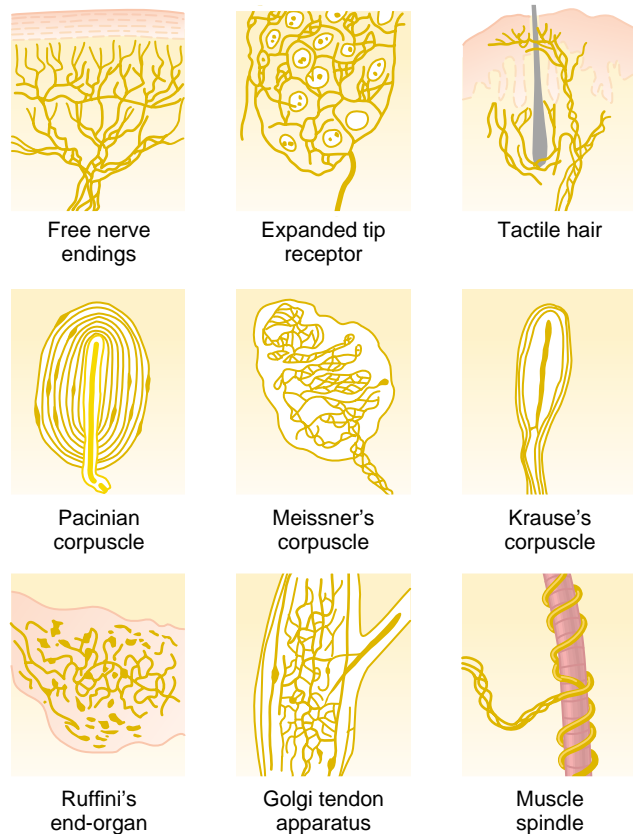 Free nerve
endings
Expanded tip
receptor
Tactile hair
Pacinian
corpuscle
Meissner's
corpuscle
Krause's
corpuscle
Ruffini's
end-organ
Golgi tendon
apparatus
Muscle
spindle